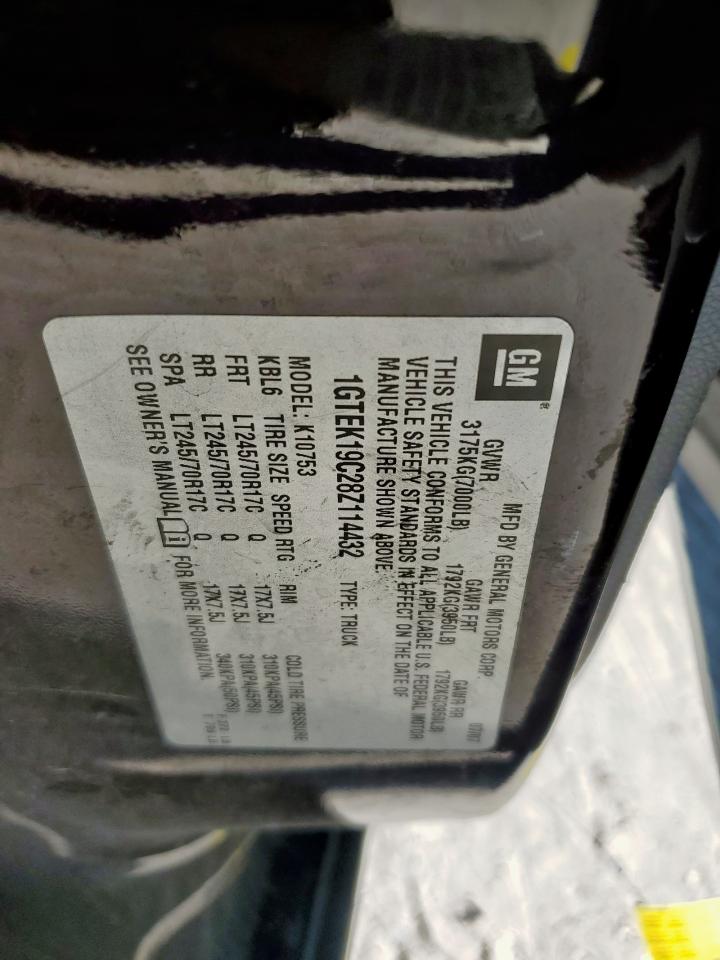 GM®
MFD BY GENERAL MOTORS CORP. 07/07
GVWR GAWR FRT GAWR RR
3175KG(7000LB) 1792KG(3950LB) 1792KG(3950LB)
THIS VEHICLE CONFORMS TO ALL APPLICABLE U.S. FEDERAL MOTOR
VEHICLE SAFETY STANDARDS IN EFFECT ON THE DATE OF
MANUFACTURE SHOWN ABOVE.
1GTEK19C28Z114432 TYPE: TRUCK
MODEL: K10753
KBL6 TIRE SIZE SPEED RTG RIM COLD TIRE PRESSURE
FRT LT245/70R17C Q 17X7.5J 310KPA(45PSI)
RR LT245/70R17C Q 17X7.5J 310KPA(45PSI)
SPA LT245/70R17C Q 17X7.5J 340KPA(50PSI)
SEE OWNER'S MANUAL FOR MORE INFORMATION.